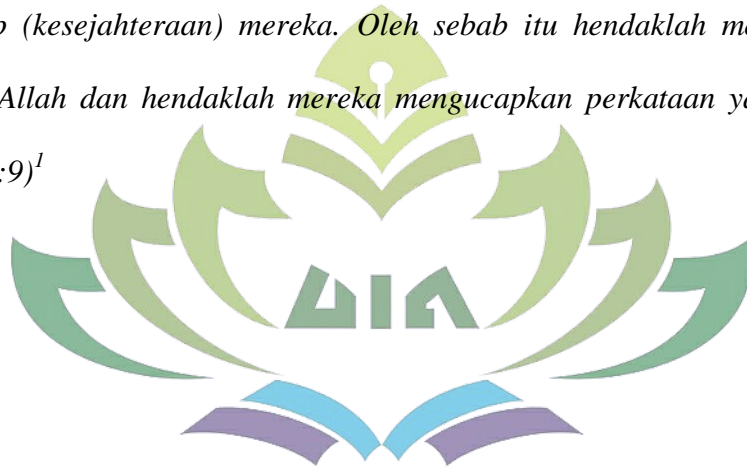 (kesejahteraan) mereka. Oleh sebab itu hendaklah
Allah dan hendaklah mereka mengucapkan perkataan
:9)¹
UIN